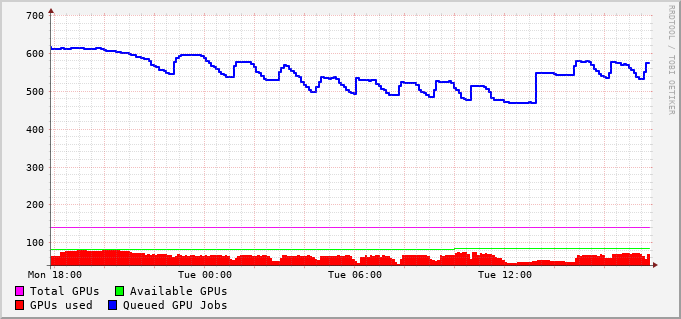 700
600
500
400
300
200
100
Mon 18:00 Tue 00:00 Tue 06:00 Tue 12:00
Total GPUs Available GPUs
GPUs used Queued GPU Jobs
RRDTOOL / TOBI OETIKER